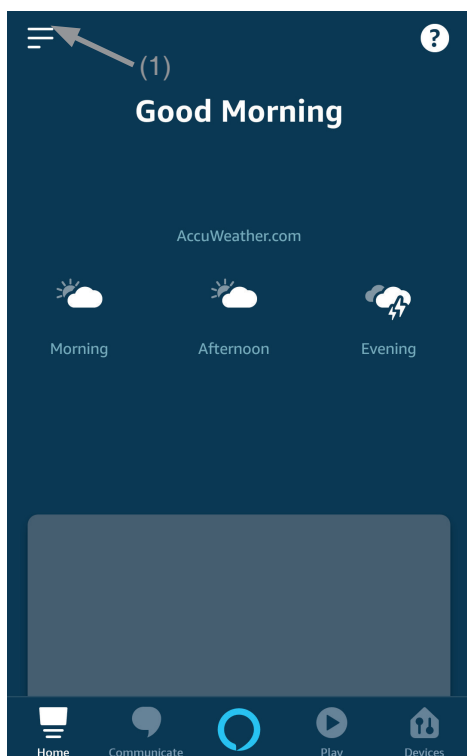 (1)
?
Good Morning
AccuWeather.com
Morning Afternoon Evening
Home Communicate Play Devices